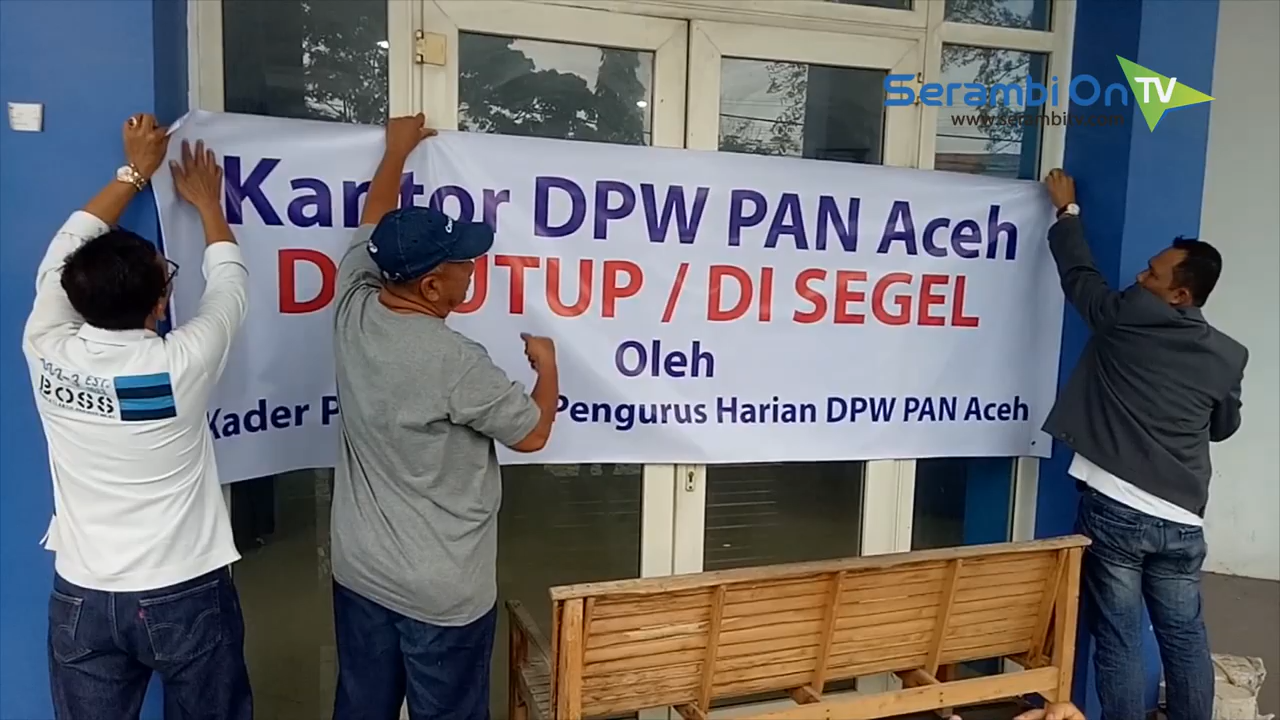 Serambi On TV
www.serambitv.com
Kantor DPW PAN Aceh
DI TUTUP / DI SEGEL
Oleh
Kader Pengurus Harian DPW PAN Aceh
EST.
BOSS